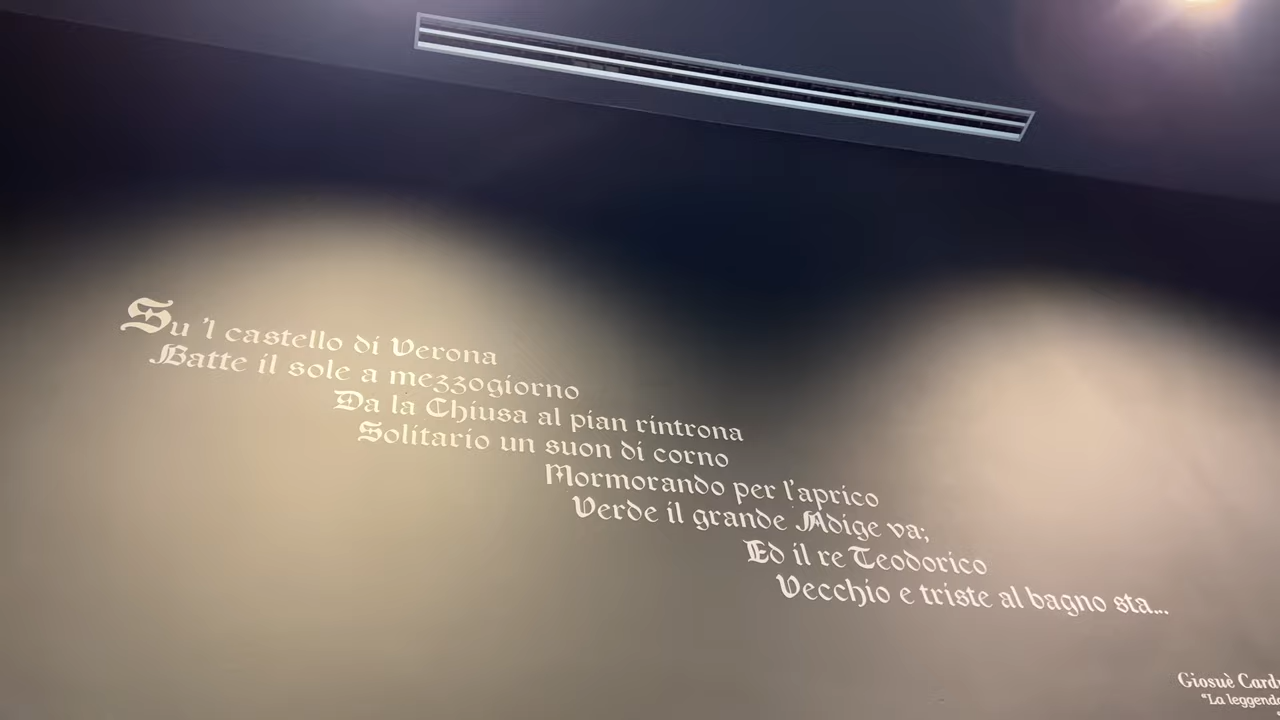 Su 'l castello di Verona
Batte il sole a mezzogiorno
Da la Chiusa al pian rintrona
Solitario un suon di corno
Mormorando per l'aprico
Verde il grande Adige va;
Ed il re Teodorico
Vecchio e triste al bagno sta...
Giosuè
"La leggenda